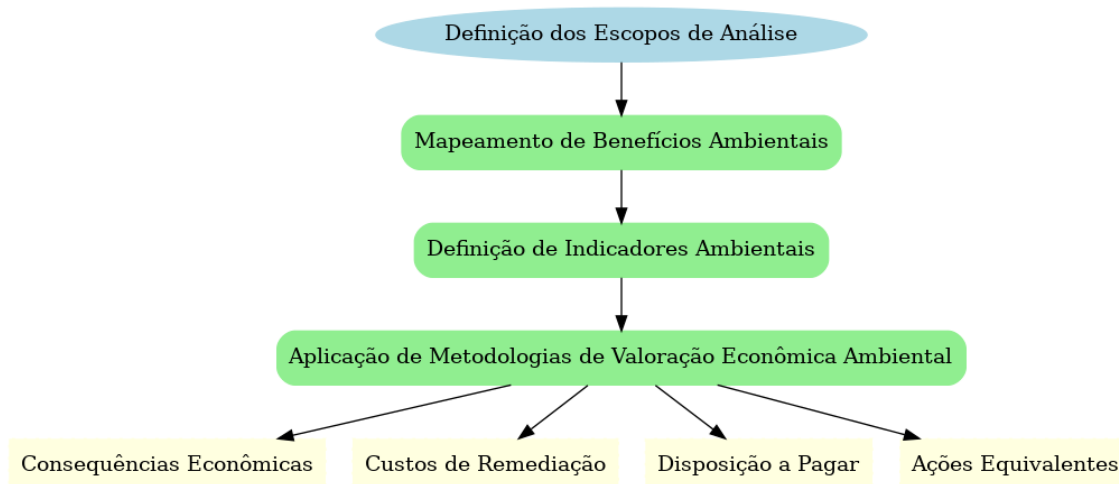 Definição dos Escopos de Análise
Mapeamento de Benefícios Ambientais
Definição de Indicadores Ambientais
Aplicação de Metodologias de Valoração Econômica Ambiental
Consequências Econômicas
Custos de Remediação
Disposição a Pagar
Ações Equivalentes